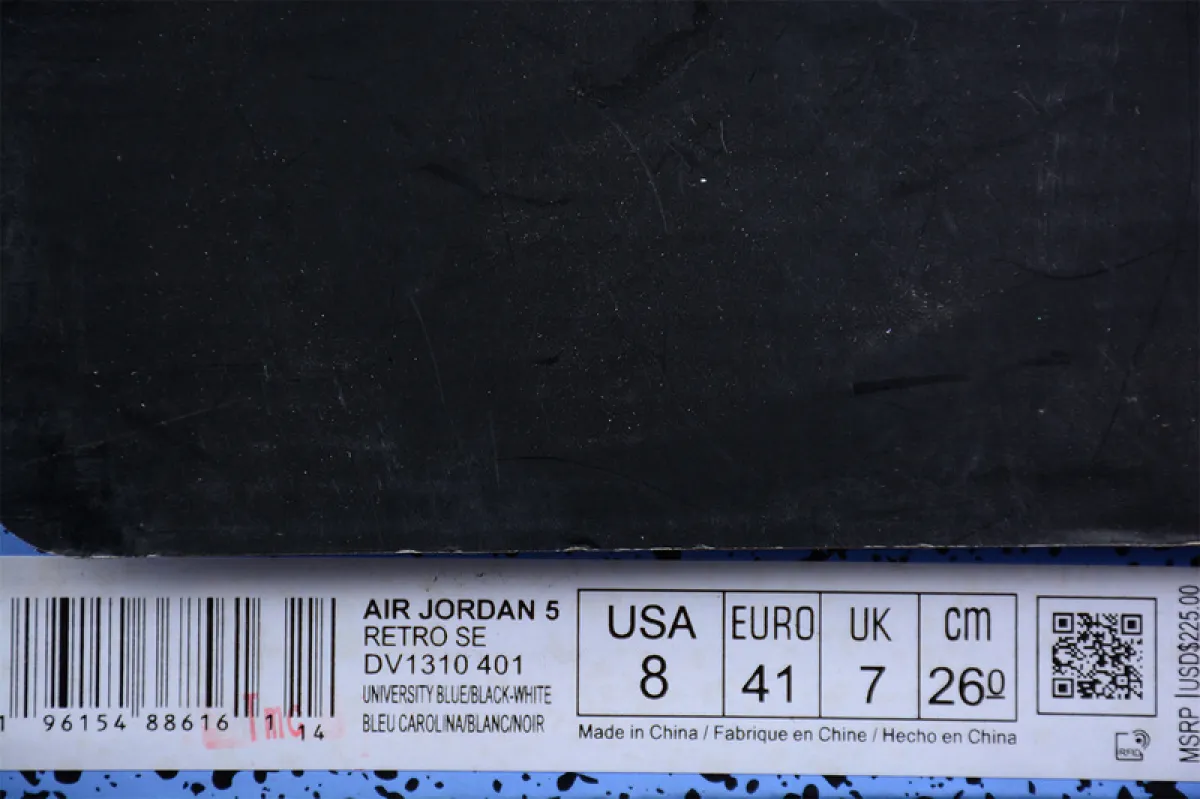 1 96154 88616 1
14
AIR JORDAN 5
RETRO SE
DV1310 401
UNIVERSITY BLUE/BLACK-WHITE
BLEU CAROLINA/BLANC/NOIR
USA EURO UK cm
8 41 7 26.0
Made in China / Fabrique en Chine / Hecho en China
RFID
MSRP USD$225.00